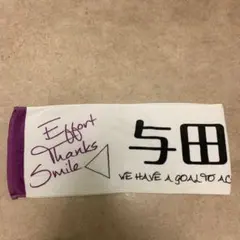 Effort
Thanks
Smile
与田
WE HAVE A GOAL TO AC